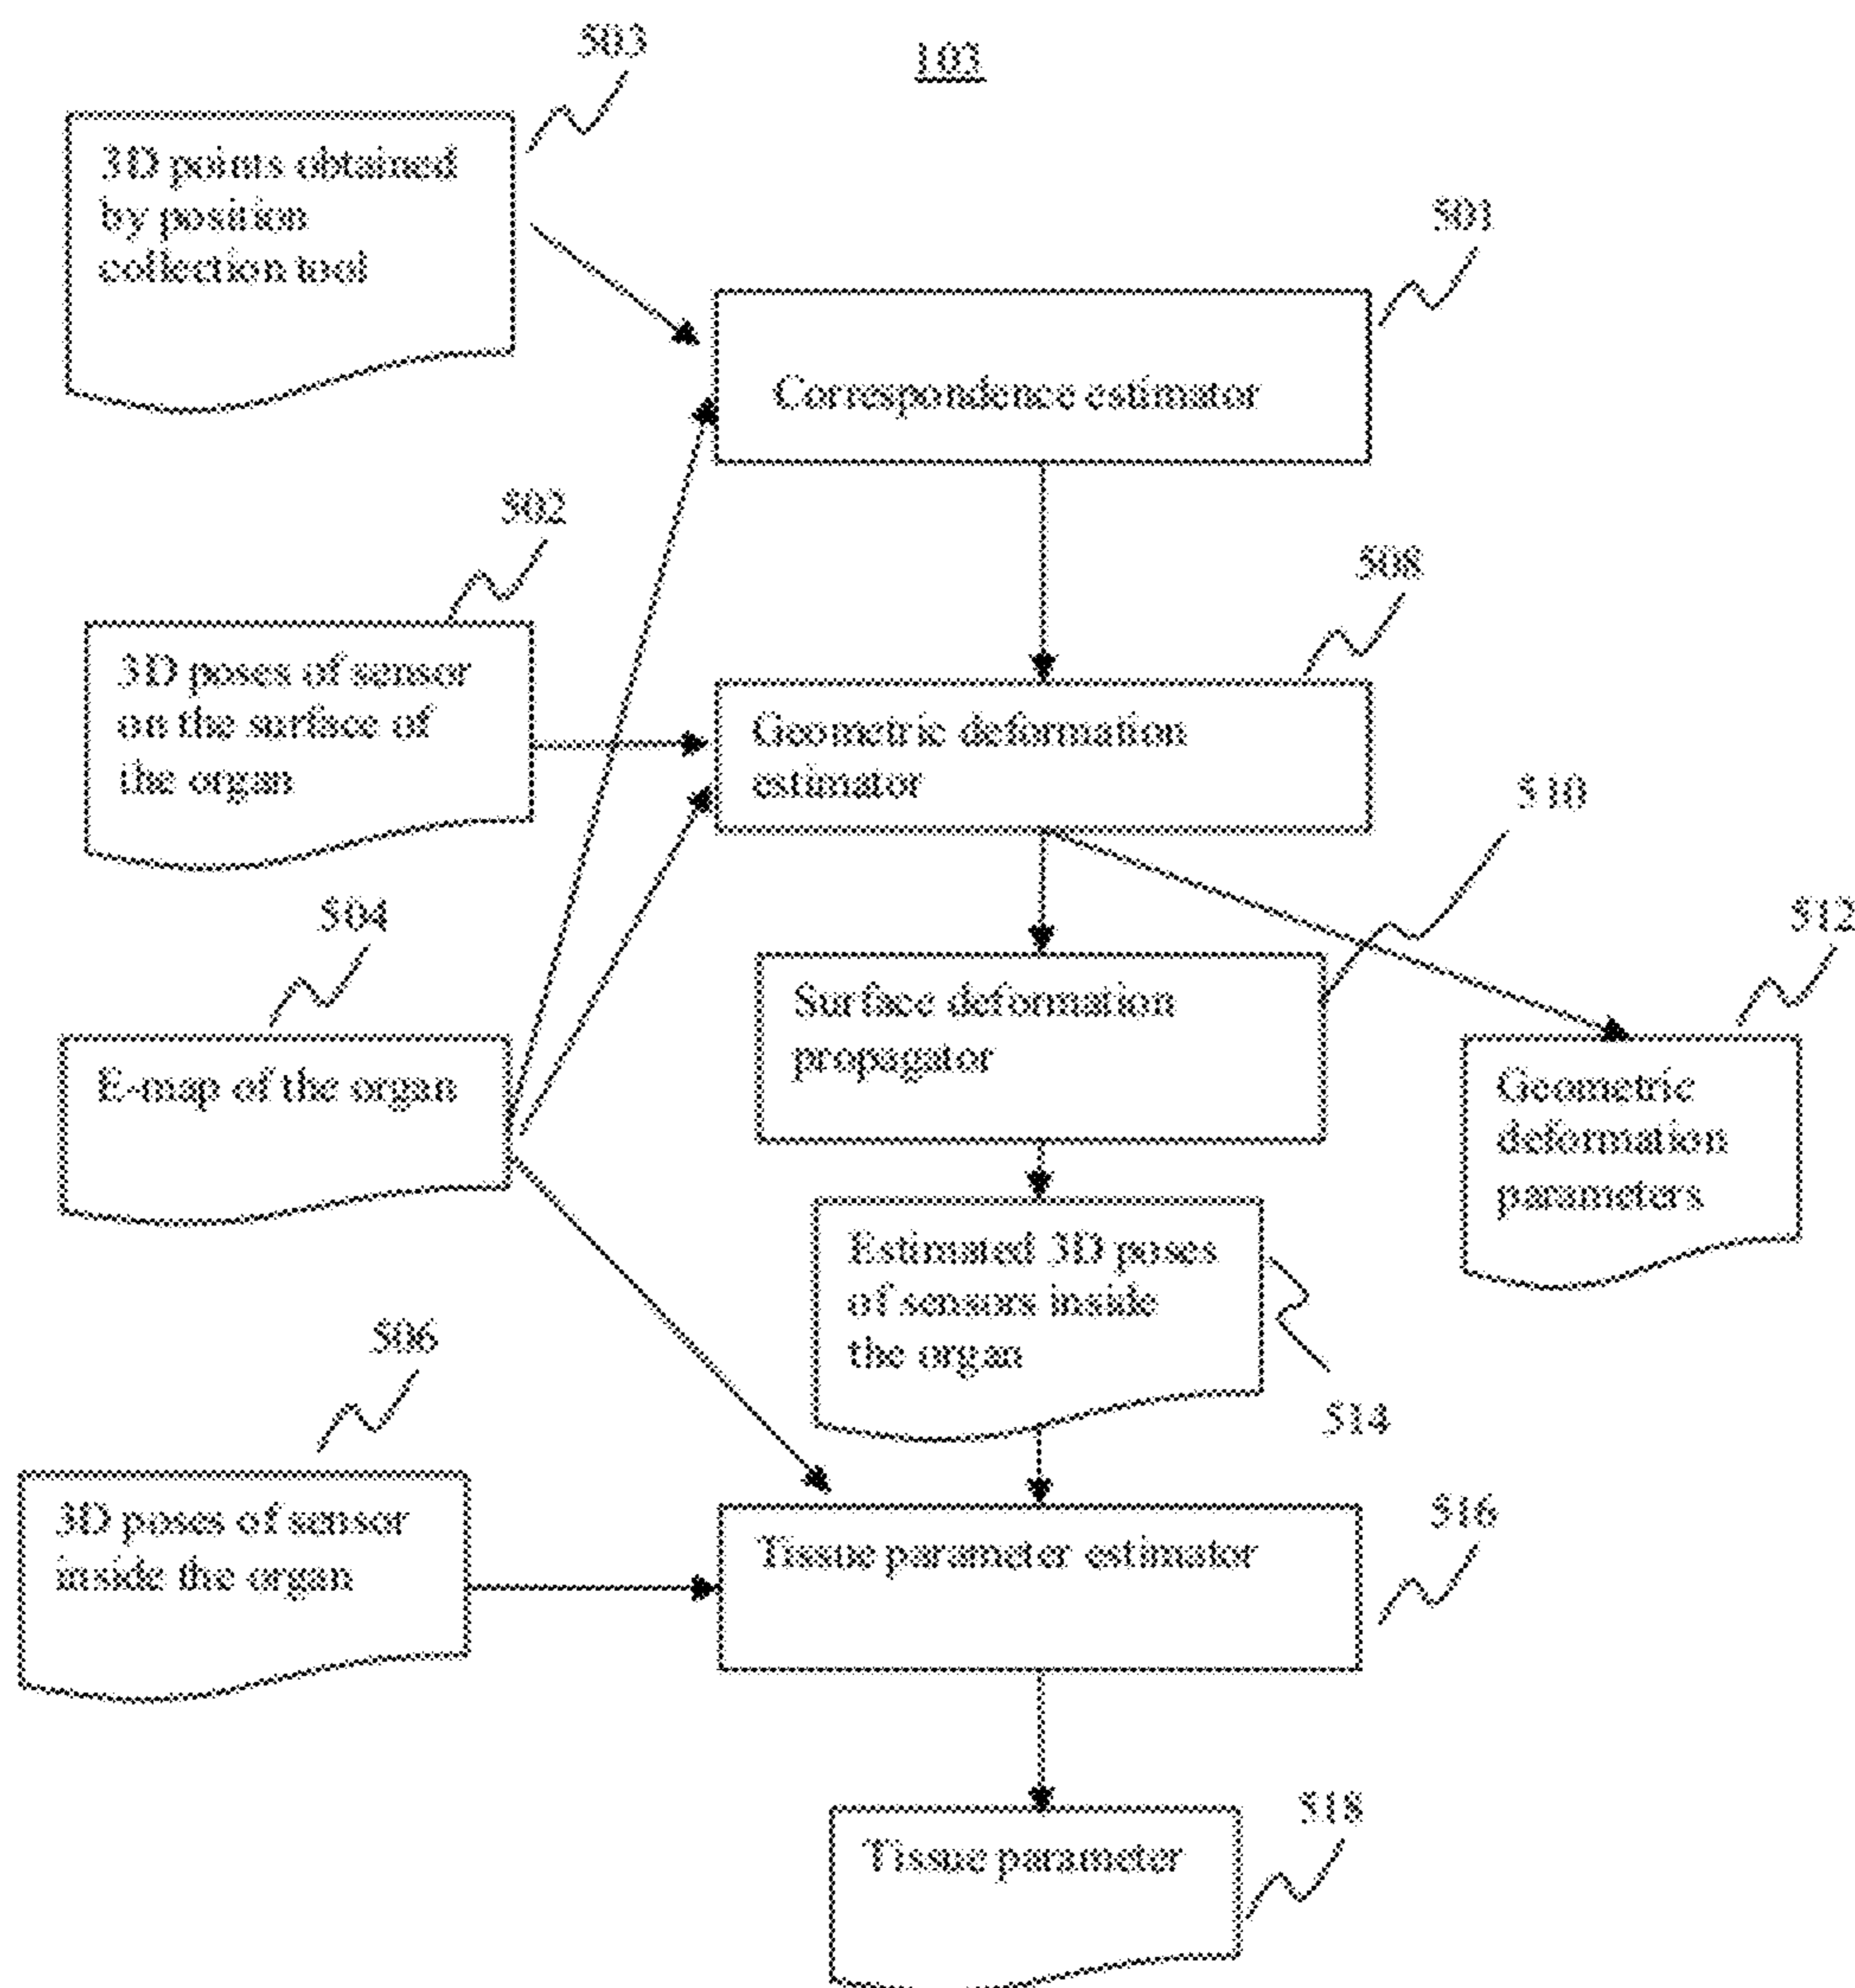 503
103
3D points obtained
by position
collection tool
501
Correspondence estimator
502
508
3D poses of sensor
on the surface of
the organ
Geometric deformation
estimator
510
504
512
E-map of the organ
Surface deformation
propagator
Geometric
deformation
parameters
Estimated 3D poses
of sensors inside
the organ
514
506
3D poses of sensor
inside the organ
516
Tissue parameter estimator
518
Tissue parameter